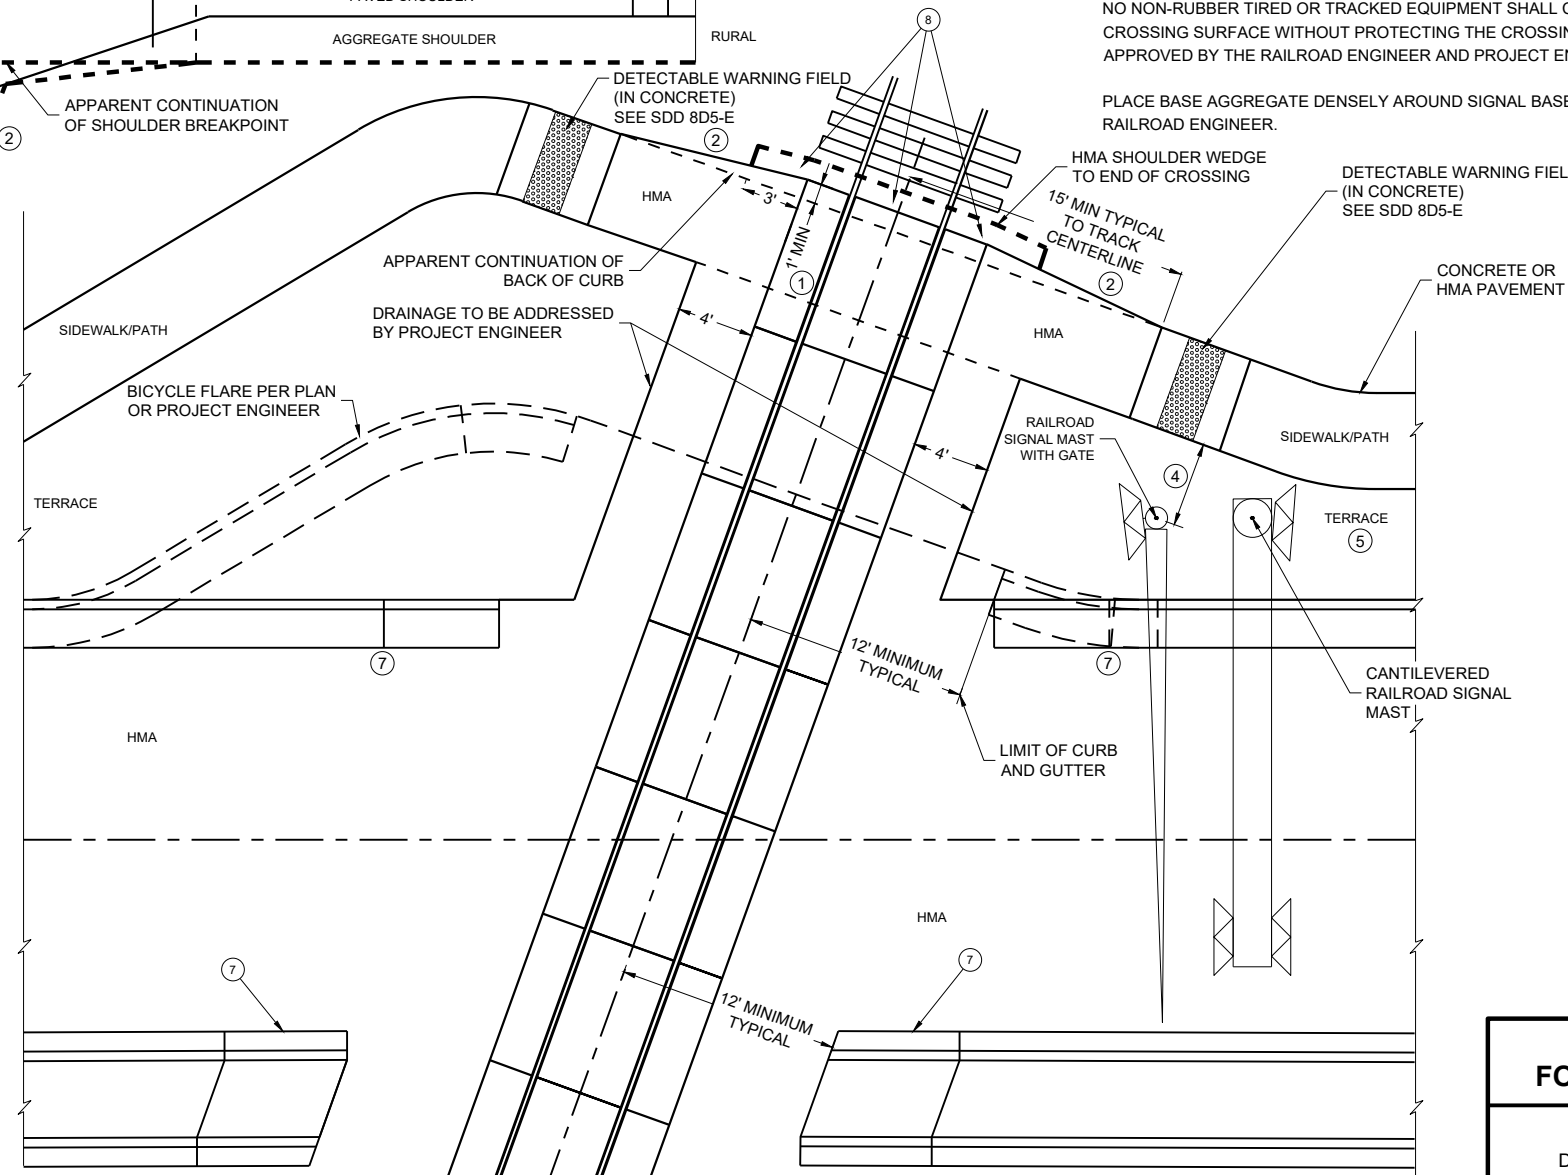 AGGREGATE SHOULDER
RURAL
APPARENT CONTINUATION
OF SHOULDER BREAKPOINT
2
DETECTABLE WARNING FIELD
(IN CONCRETE)
SEE SDD 8D5-E
2
8
NO NON-RUBBER TIRED OR TRACKED EQUIPMENT SHALL
CROSSING SURFACE WITHOUT PROTECTING THE
APPROVED BY THE RAILROAD ENGINEER AND PROJECT
PLACE BASE AGGREGATE DENSELY AROUND SIGNAL BASE
RAILROAD ENGINEER.
HMA SHOULDER WEDGE
TO END OF CROSSING
DETECTABLE WARNING
(IN CONCRETE)
SEE SDD 8D5-E
HMA
3'
1' MIN
1
15' MIN TYPICAL
TO TRACK
CENTERLINE
2
APPARENT CONTINUATION OF
BACK OF CURB
CONCRETE OR
HMA PAVEMENT
DRAINAGE TO BE ADDRESSED
BY PROJECT ENGINEER
4'
SIDEWALK/PATH
HMA
BICYCLE FLARE PER PLAN
OR PROJECT ENGINEER
RAILROAD
SIGNAL MAST
WITH GATE
SIDEWALK/PATH
4'
4
TERRACE
TERRACE
5
12' MINIMUM
TYPICAL
7
7
CANTILEVERED
RAILROAD SIGNAL
MAST
HMA
LIMIT OF CURB
AND GUTTER
HMA
7
7
12' MINIMUM
TYPICAL